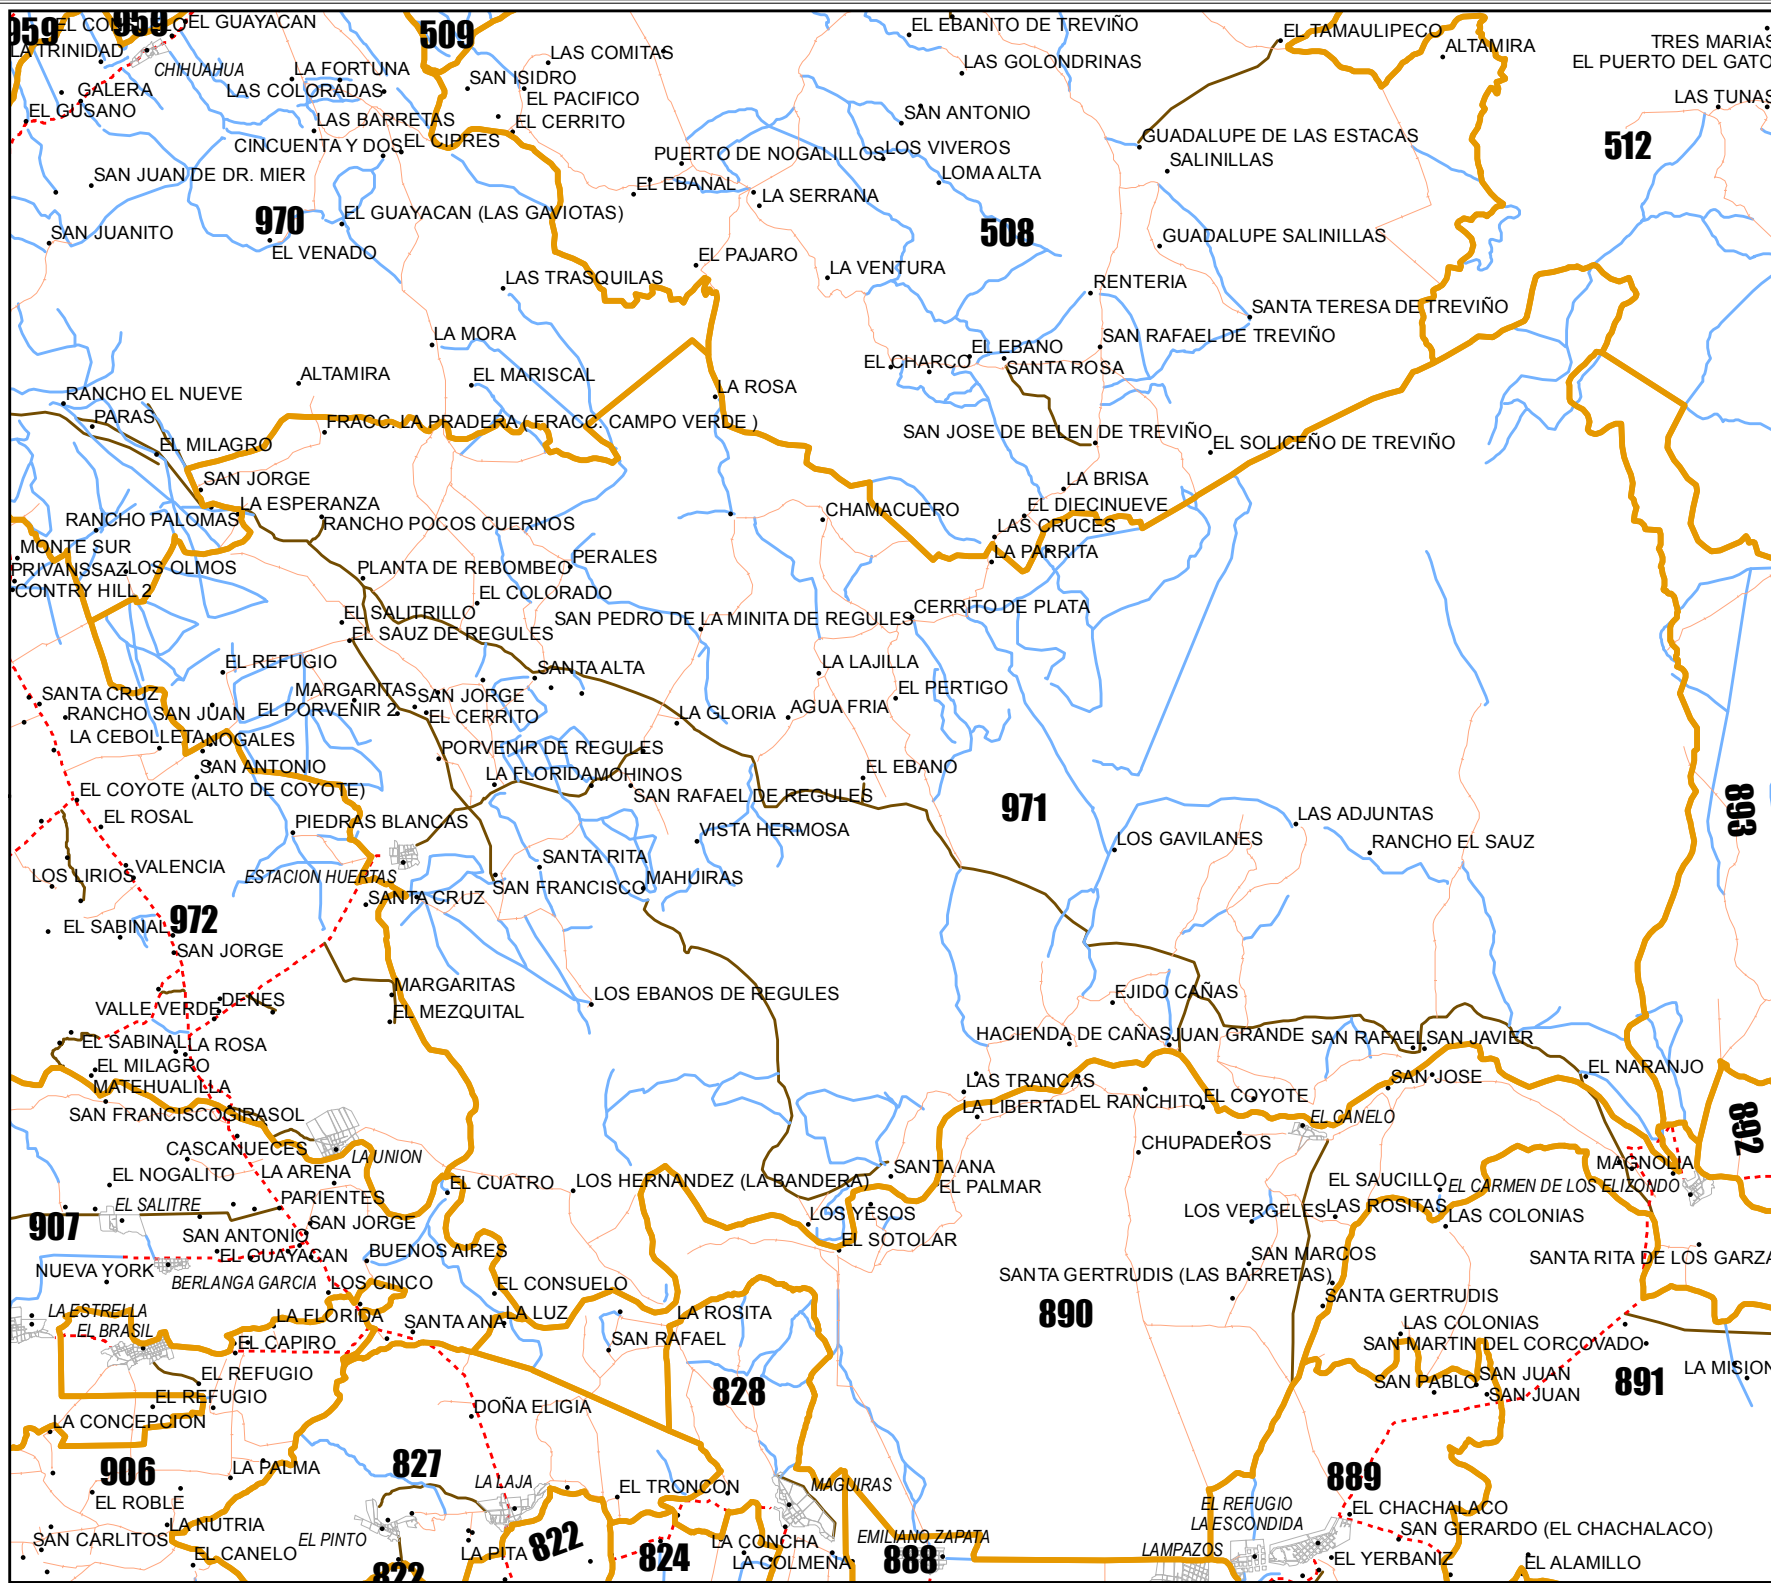 959
EL CONSUELO
959
EL GUAYACAN
509
EL EBANITO DE TREVIÑO
EL TAMAULIPECO
ALTAMIRA
TRES MARIAS
EL PUERTO DEL GATO
LA TRINIDAD
CHIHUAHUA
LA FORTUNA
LAS COMITAS
LAS GOLONDRINAS
GALERA
LAS COLORADAS
SAN ISIDRO
EL PACIFICO
LAS TUNAS
EL GUSANO
LAS BARRETAS
EL CERRITO
SAN ANTONIO
CINCUENTA Y DOS
EL CIPRES
PUERTO DE NOGALILLOS
LOS VIVEROS
GUADALUPE DE LAS ESTACAS
SALINILLAS
512
SAN JUAN DE DR. MIER
EL EBANAL
LA SERRANA
LOMA ALTA
970
EL GUAYACAN (LAS GAVIOTAS)
508
SAN JUANITO
EL VENADO
GUADALUPE SALINILLAS
EL PAJARO
LA VENTURA
LAS TRASQUILAS
RENTERIA
SANTA TERESA DE TREVIÑO
LA MORA
SAN RAFAEL DE TREVIÑO
EL EBANO
EL CHARCO
SANTA ROSA
ALTAMIRA
EL MARISCAL
LA ROSA
RANCHO EL NUEVE
PARAS
FRACC. LA PRADERA ( FRACC. CAMPO VERDE )
SAN JOSE DE BELEN DE TREVIÑO
EL SOLICEÑO DE TREVIÑO
EL MILAGRO
SAN JORGE
LA BRISA
LA ESPERANZA
EL DIECINUEVE
RANCHO PALOMAS
RANCHO POCOS CUERNOS
CHAMACUERO
LAS CRUCES
MONTE SUR
LA PARRITA
PRIVANSSAZ
LOS OLMOS
PLANTA DE REBOMBEO
PERALES
CONTRY HILL 2
EL COLORADO
EL SALITRILLO
SAN PEDRO DE LA MINITA DE REGULES
CERRITO DE PLATA
EL SAUZ DE REGULES
EL REFUGIO
SANTA ALTA
LA LAJILLA
SANTA CRUZ
MARGARITAS
SAN JORGE
EL PERTIGO
RANCHO SAN JUAN
EL PORVENIR 2
EL CERRITO
LA GLORIA
AGUA FRIA
LA CEBOLLETA
NOGALES
PORVENIR DE REGULES
SAN ANTONIO
LA FLORIDA
MOHINOS
EL EBANO
EL COYOTE (ALTO DE COYOTE)
SAN RAFAEL DE REGULES
971
893
EL ROSAL
PIEDRAS BLANCAS
VISTA HERMOSA
LAS ADJUNTAS
LOS GAVILANES
RANCHO EL SAUZ
LOS LIRIOS
VALENCIA
ESTACION HUERTAS
SANTA RITA
SAN FRANCISCO
MAHUIRAS
SANTA CRUZ
EL SABINAL
972
SAN JORGE
MARGARITAS
LOS EBANOS DE REGULES
EJIDO CAÑAS
VALLE VERDE
DENES
EL MEZQUITAL
EL SABINAL
LA ROSA
HACIENDA DE CAÑAS
JUAN GRANDE
SAN RAFAEL
SAN JAVIER
EL MILAGRO
EL NARANJO
MATEHUALILLA
LAS TRANCAS
SAN JOSE
SAN FRANCISCO
GIRASOL
LA LIBERTAD
EL RANCHITO
EL COYOTE
EL CANELO
892
CASCANUECES
LA UNION
CHUPADEROS
EL NOGALITO
LA ARENA
SANTA ANA
MAGNOLIA
EL SALITRE
PARIENTES
EL CUATRO
LOS HERNANDEZ (LA BANDERA)
EL PALMAR
EL SAUCILLO
EL CARMEN DE LOS ELIZONDO
907
SAN JORGE
LOS YESOS
LOS VERGELES
LAS ROSITAS
LAS COLONIAS
SAN ANTONIO
EL SOTOLAR
NUEVA YORK
EL GUAYACAN
BUENOS AIRES
SAN MARCOS
SANTA RITA DE LOS GARZA
BERLANGA GARCIA
LOS CINCO
EL CONSUELO
SANTA GERTRUDIS (LAS BARRETAS)
LA ESTRELLA
LA FLORIDA
SANTA ANA
LA LUZ
LA ROSITA
890
SANTA GERTRUDIS
EL BRASIL
EL CAPIRO
SAN RAFAEL
LAS COLONIAS
SAN MARTIN DEL CORCOVADO
EL REFUGIO
828
SAN PABLO
SAN JUAN
891
LA MISION
EL REFUGIO
SAN JUAN
LA CONCEPCION
DOÑA ELIGIA
906
LA PALMA
827
LA LAJA
EL TRONCON
MAGUIRAS
889
EL ROBLE
EL REFUGIO
EL CHACHALACO
SAN CARLITOS
LA NUTRIA
EL PINTO
LA ESCONDIDA
SAN GERARDO (EL CHACHALACO)
EL CANELO
LA PITA
822
824
LA CONCHA
LA COLMENA
EMILIANO ZAPATA
888
LAMPAZOS
EL YERBANIZ
EL ALAMILLO
822